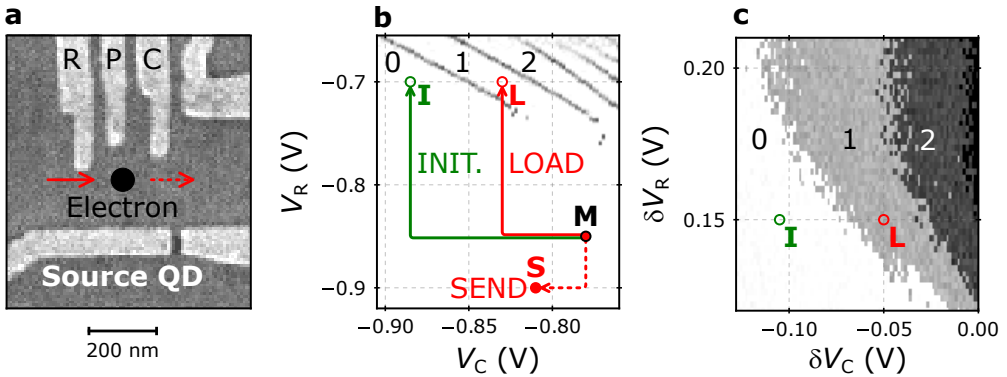 a
R P C
Electron
Source QD
200 nm
b
0 1 2
I L
INIT. LOAD
M
S
SEND
−0.7
−0.8
−0.9
V_R (V)
−0.90 −0.85 −0.80
V_C (V)
c
0 1 2
I L
0.20
0.15
δV_R (V)
−0.10 −0.05 0.00
δV_C (V)